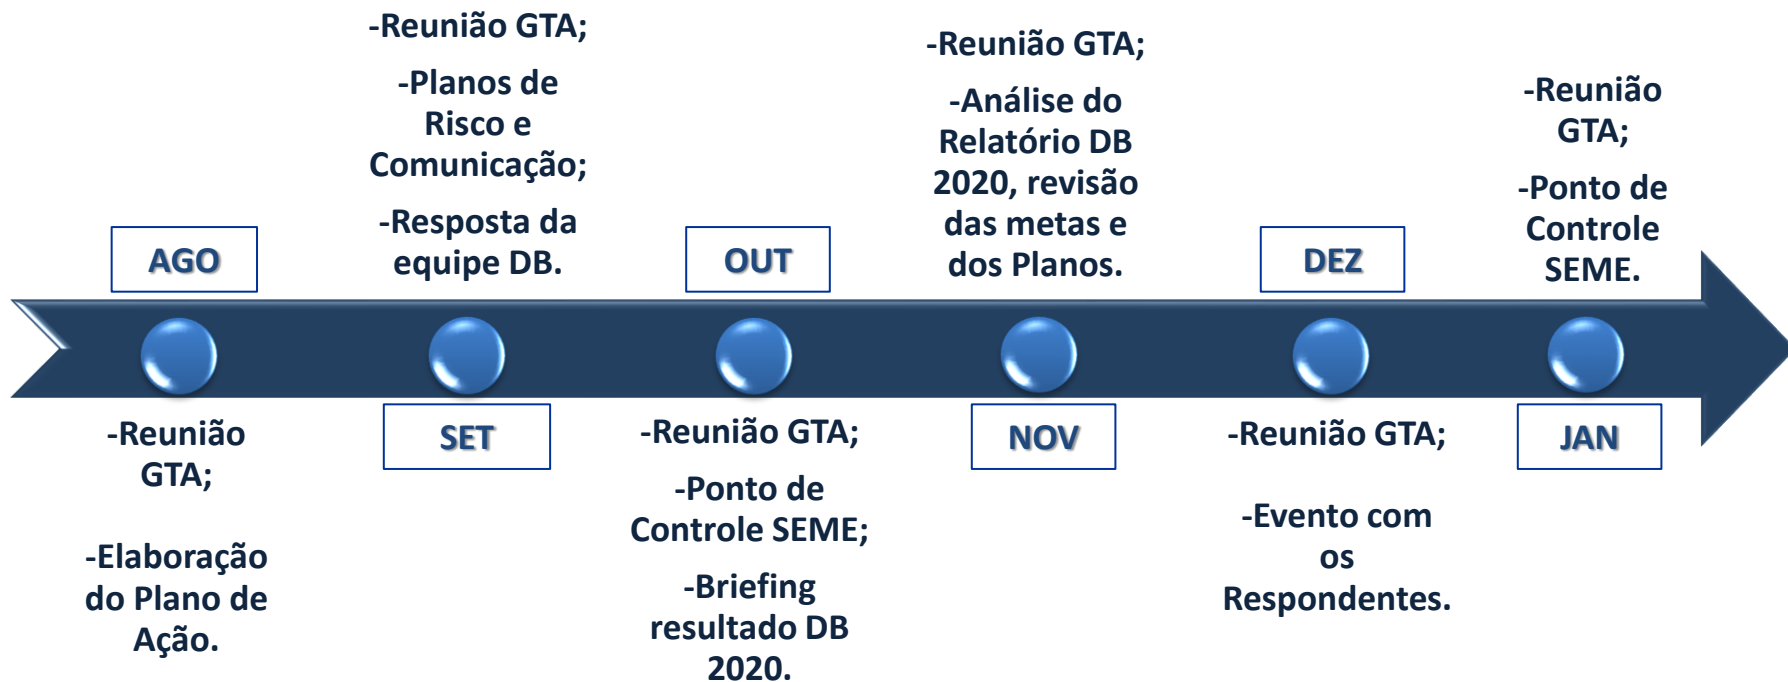 AGO
-Reunião
GTA;
-Elaboração
do Plano de
Ação.
-Reunião GTA;
-Planos de
Risco e
Comunicação;
-Resposta da
equipe DB.
SET
OUT
-Reunião GTA;
-Ponto de
Controle SEME;
-Briefing
resultado DB
2020.
-Reunião GTA;
-Análise do
Relatório DB
2020, revisão
das metas e
dos Planos.
NOV
DEZ
-Reunião GTA;
-Evento com
os
Respondentes.
-Reunião
GTA;
-Ponto de
Controle
SEME.
JAN